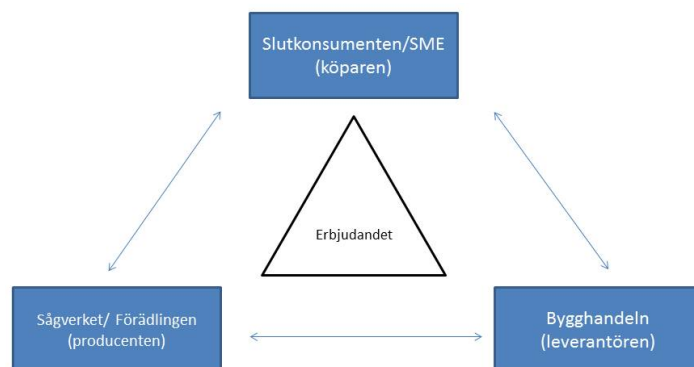 Slutkonsumenten/SME
(köparen)
Erbjudandet
Sågverket/ Förädlingen
(producenten)
Bygghandeln
(leverantören)